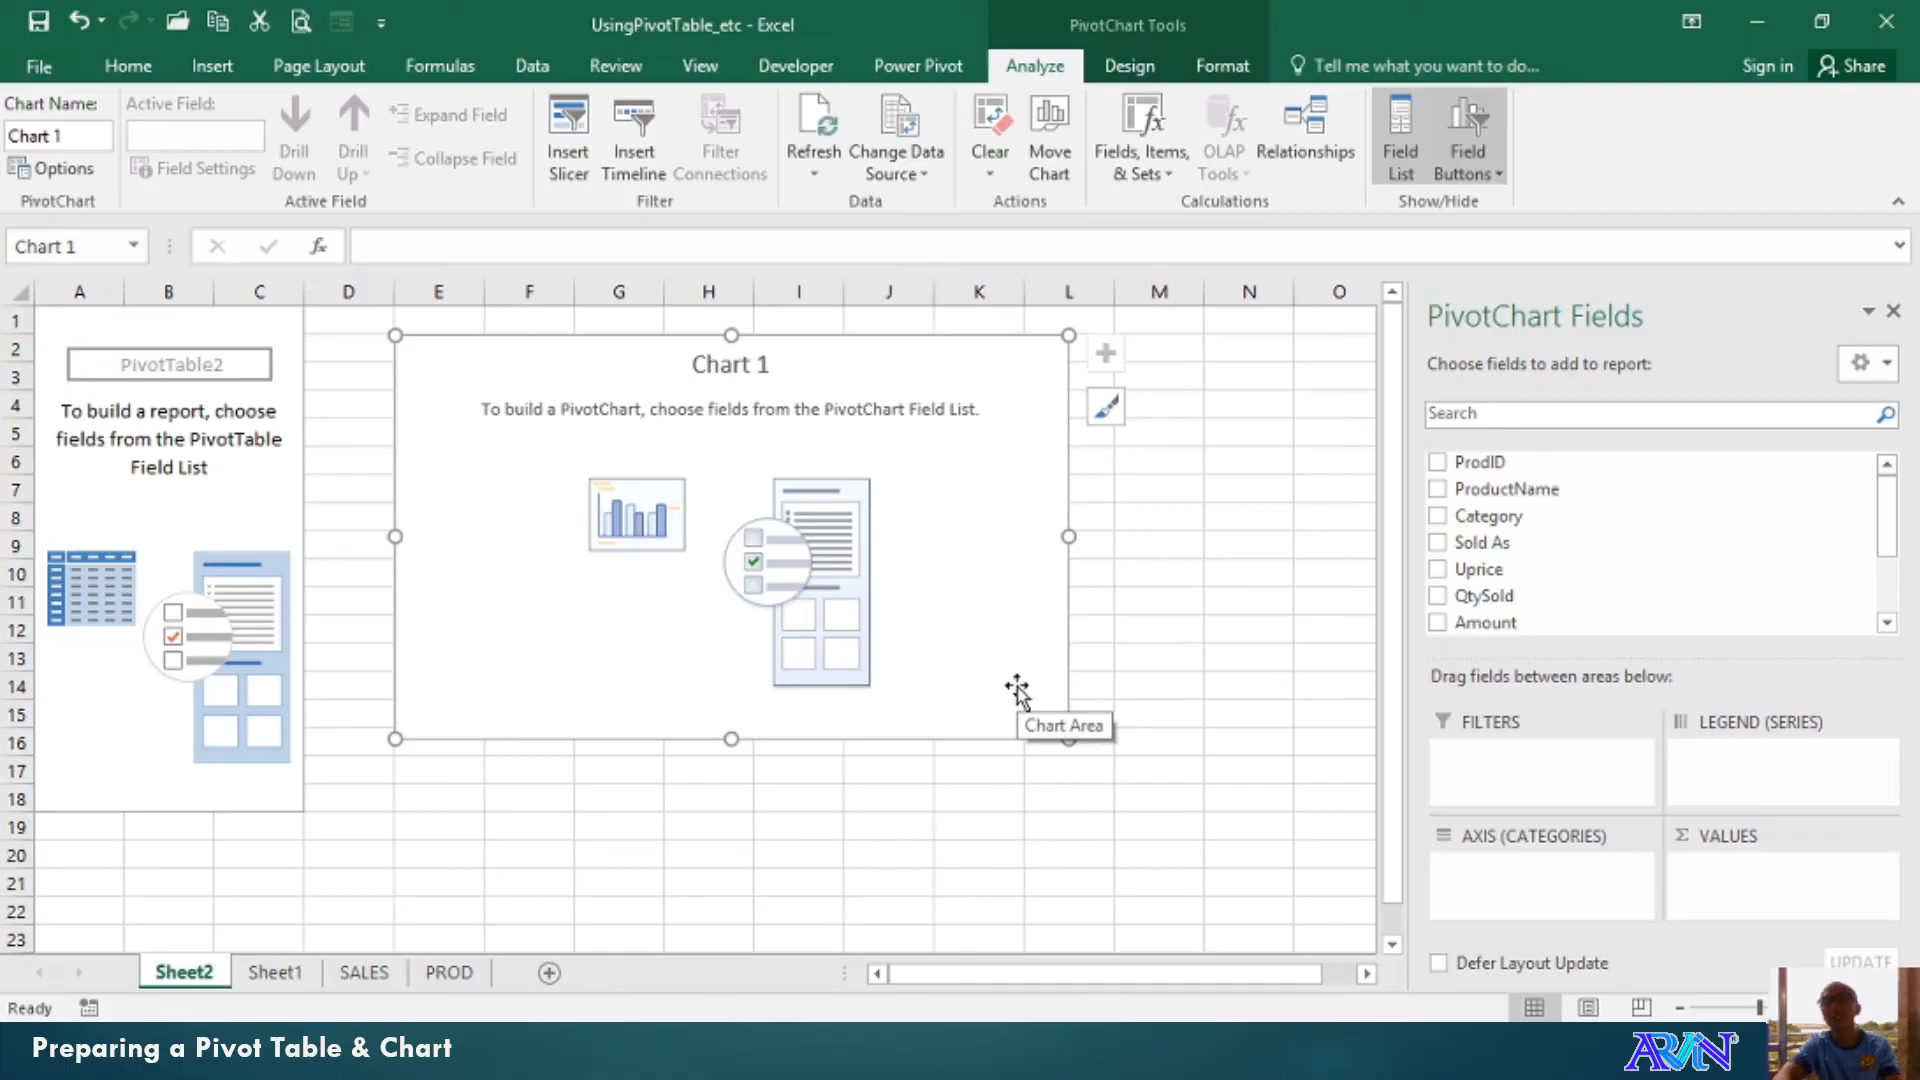 UsingPivotTable_etc - Excel
PivotChart Tools
File
Home
Insert
Page Layout
Formulas
Data
Review
View
Developer
Power Pivot
Analyze
Design
Format
Tell me what you want to do...
Sign in
Share
Chart Name:
Chart 1
Options
PivotChart
Active Field:
Field Settings
Drill
Down
Drill
Up
Expand Field
Collapse Field
Active Field
Insert
Slicer
Insert
Timeline
Filter
Connections
Filter
Refresh
Change Data
Source
Data
Clear
Move
Chart
Actions
Fields, Items,
& Sets
OLAP
Tools
Relationships
Calculations
Field
List
Field
Buttons
Show/Hide
Chart 1
fx
A B C D E F G H I J K L M N O
1
2
3
4
5
6
7
8
9
10
11
12
13
14
15
16
17
18
19
20
21
22
23
PivotTable2
To build a report, choose
fields from the PivotTable
Field List
Chart 1
To build a PivotChart, choose fields from the PivotChart Field List.
Chart Area
PivotChart Fields
Choose fields to add to report:
Search
ProdID
ProductName
Category
Sold As
Uprice
QtySold
Amount
Drag fields between areas below:
FILTERS
LEGEND (SERIES)
AXIS (CATEGORIES)
Σ VALUES
Defer Layout Update
UPDATE
Sheet2
Sheet1
SALES
PROD
Ready
Preparing a Pivot Table & Chart
ARVIN